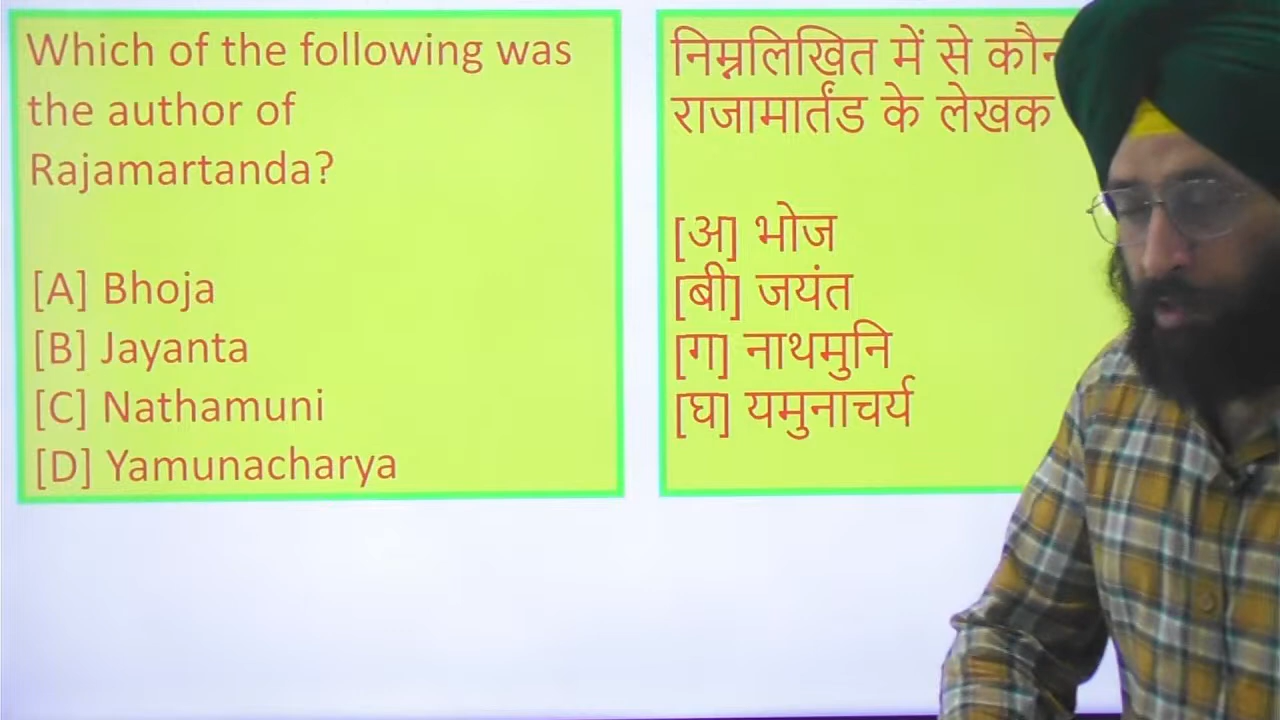 Which of the following was
the author of
Rajamartanda?
[A] Bhoja
[B] Jayanta
[C] Nathamuni
[D] Yamunacharya
निम्नलिखित में से
राजामार्तंड के लेखक
[अ] भोज
[बी] जयंत
[ग] नाथमुनि
[घ] यमुनाचर्य